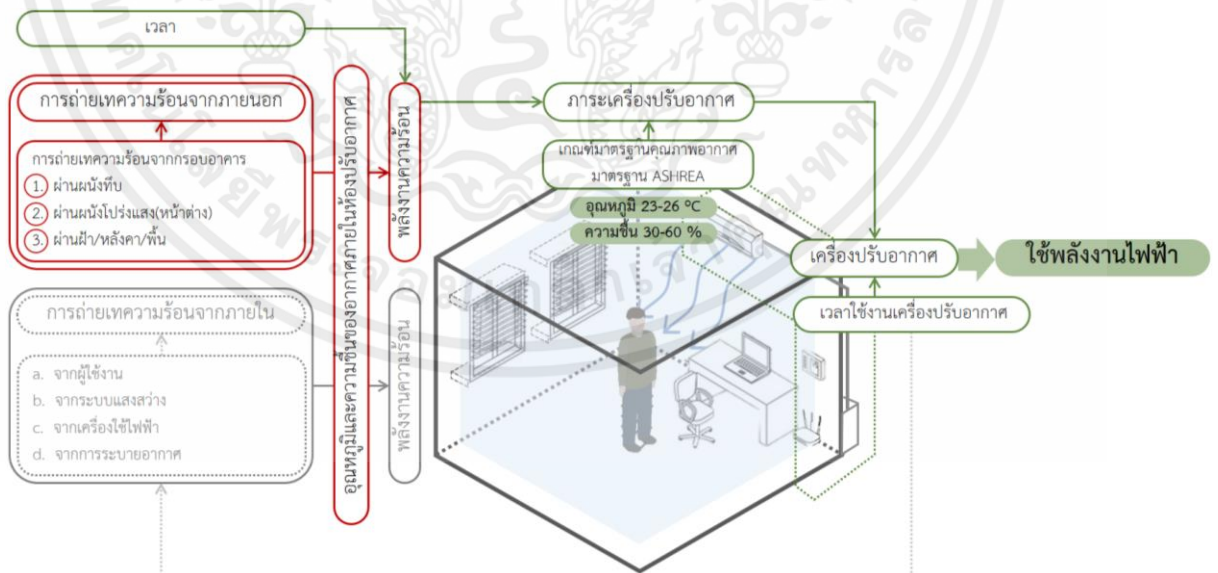 เวลา
การถ่ายเทความร้อนจากภายนอก
การถ่ายเทความร้อนจากกรอบอาคาร
1. ผ่านผนังทึบ
2. ผ่านผนังโปร่งแสง(หน้าต่าง)
3. ผ่านฝ้า/หลังคา/พื้น
การถ่ายเทความร้อนจากภายใน
a. จากผู้ใช้งาน
b. จากระบบแสงสว่าง
c. จากเครื่องใช้ไฟฟ้า
d. จากการระบายอากาศ
อุณหภูมิและความชื้นของอากาศภายในห้องปรับอากาศ
พลังงานความร้อน
พลังงานความร้อน
ภาระเครื่องปรับอากาศ
เกณฑ์มาตรฐานคุณภาพอากาศ
มาตรฐาน ASHREA
อุณหภูมิ 23-26 °C
ความชื้น 30-60 %
เครื่องปรับอากาศ
ใช้พลังงานไฟฟ้า
เวลาใช้งานเครื่องปรับอากาศ